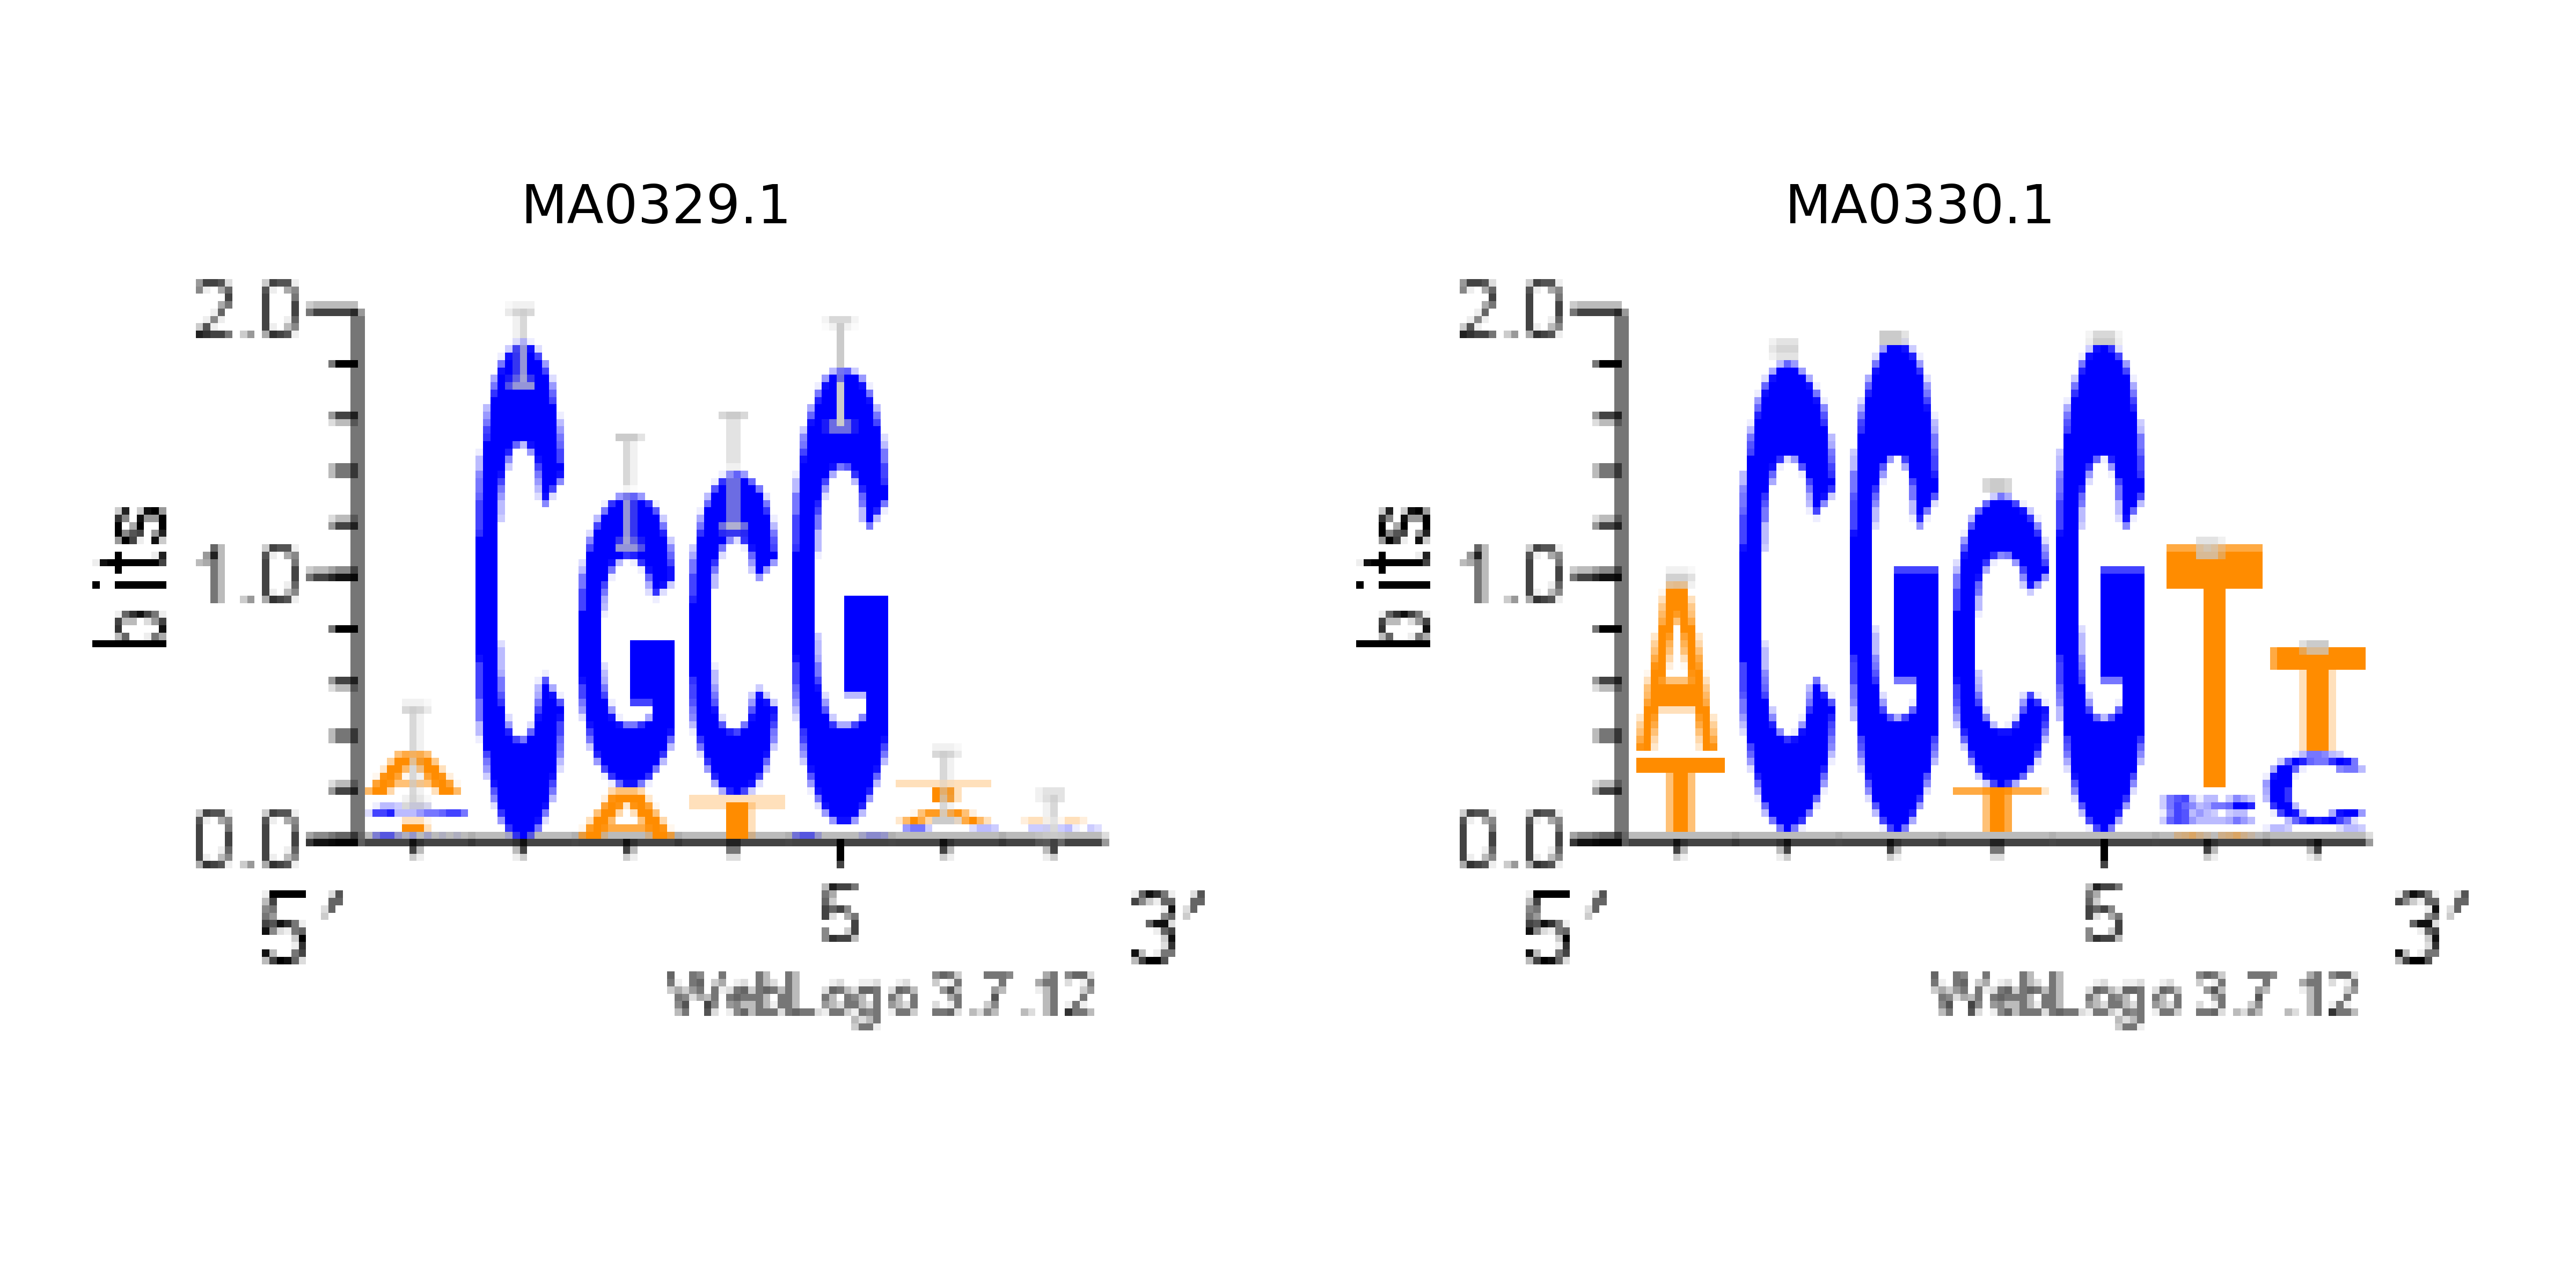 MA0329.1
MA0330.1
bits
2.0
1.0
0.0
A C G C G
A T
T A
5′ 5 3′
WebLogo 3.7.12
bits
2.0
1.0
0.0
A C G C G T T
T T C
5′ 5 3′
WebLogo 3.7.12